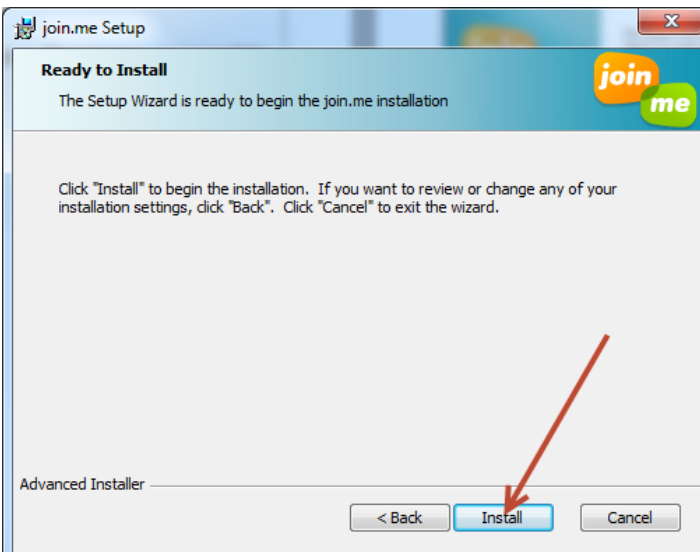 join.me Setup
x
Ready to Install
The Setup Wizard is ready to begin the join.me installation
join
me
Click "Install" to begin the installation. If you want to review or change any of your
installation settings, click "Back". Click "Cancel" to exit the wizard.
Advanced Installer
< Back Install Cancel